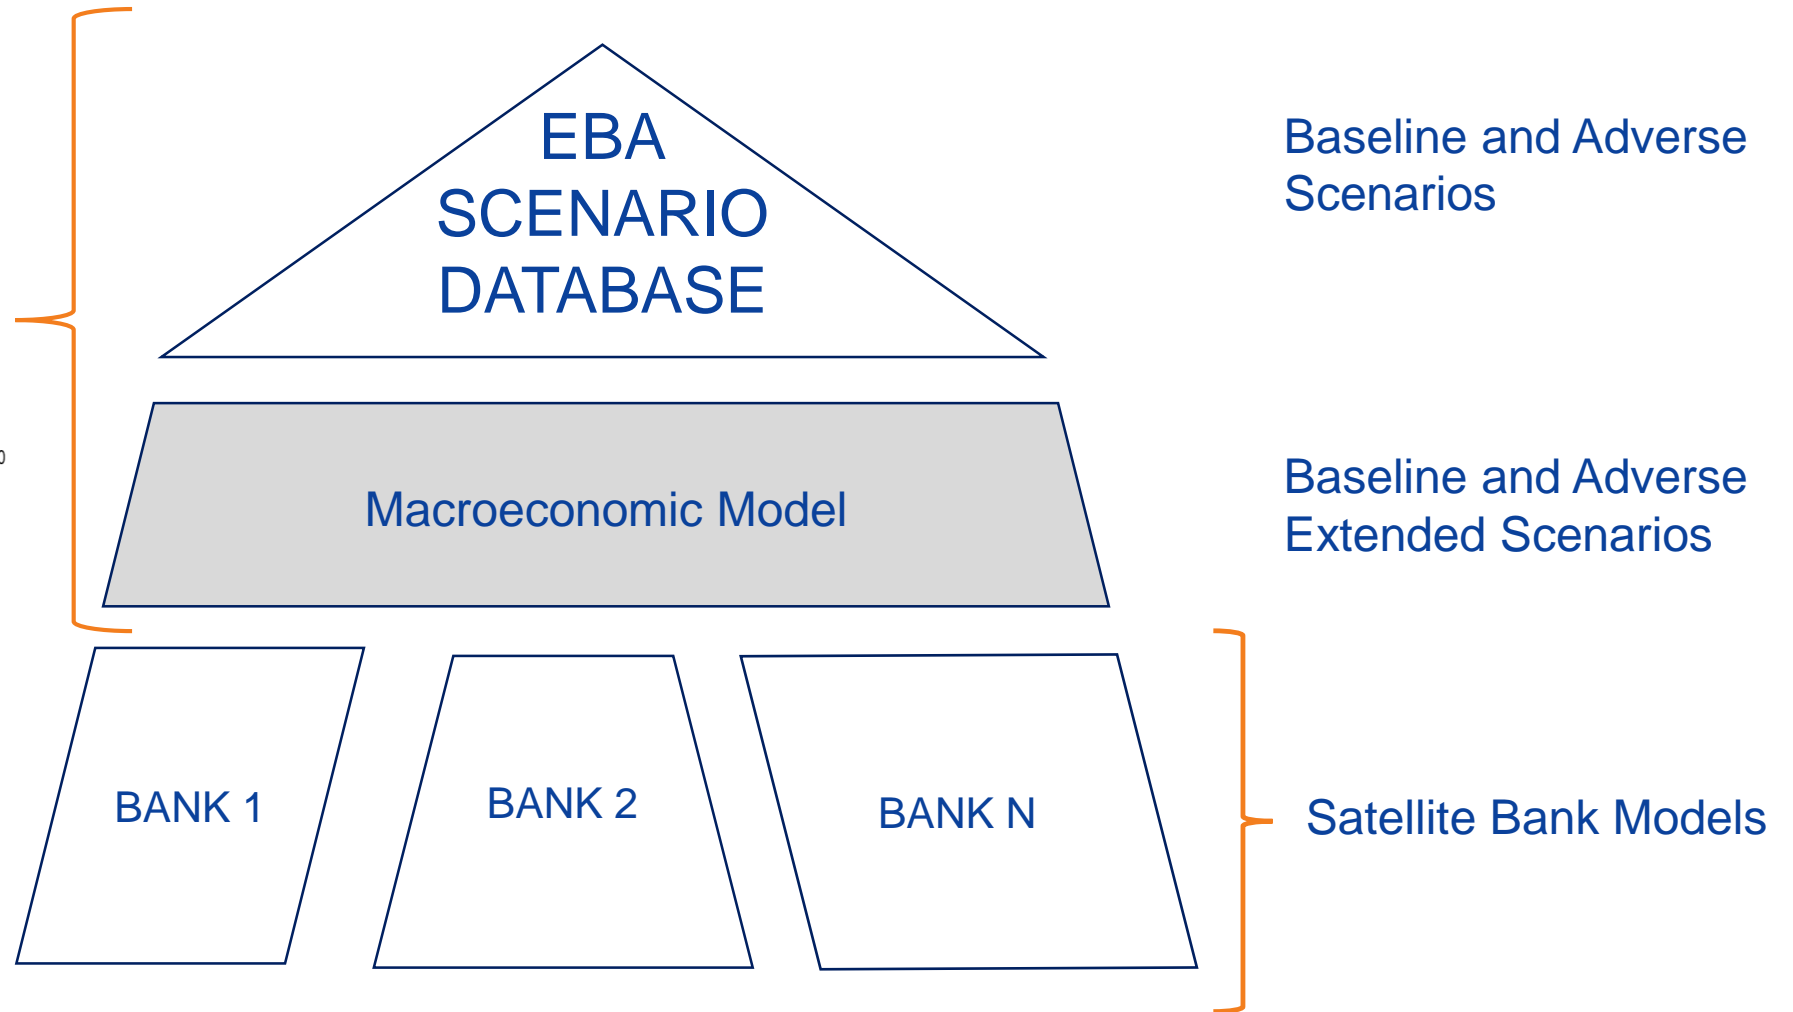 EBA
SCENARIO
DATABASE
Baseline and Adverse
Scenarios
Macroeconomic Model
Baseline and Adverse
Extended Scenarios
BANK 1
BANK 2
BANK N
Satellite Bank Models